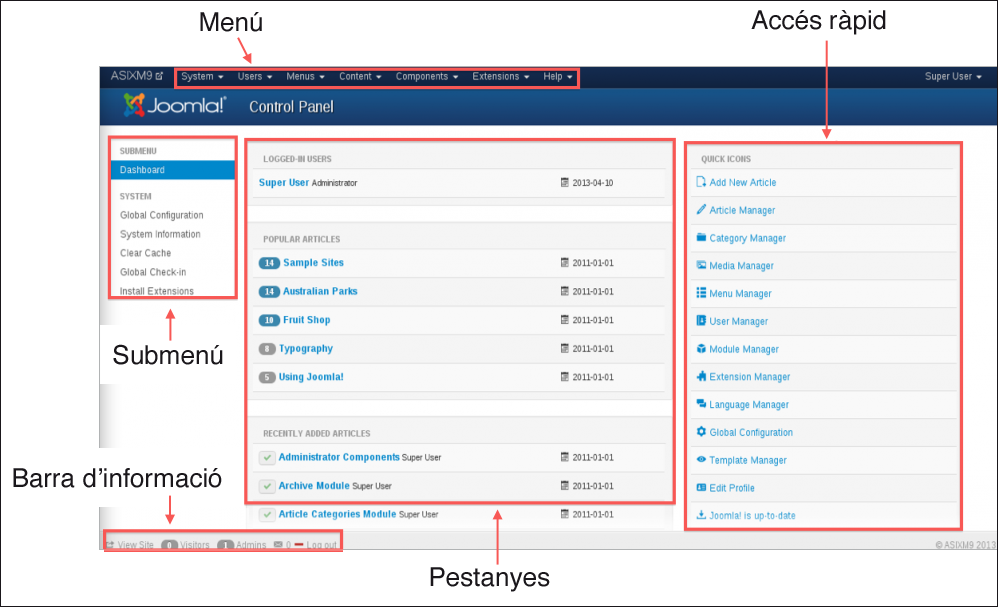 Menú
Accés ràpid
ASIXM9 System Users Menus Content Components Extensions Help Super User
Joomla!® Control Panel
SUBMENU
Dashboard
SYSTEM
Global Configuration
System Information
Clear Cache
Global Check-in
Install Extensions
Submenú
LOGGED-IN USERS
Super User Administrator 2013-04-10
POPULAR ARTICLES
14 Sample Sites 2011-01-01
14 Australian Parks 2011-01-01
10 Fruit Shop 2011-01-01
8 Typography 2011-01-01
5 Using Joomla! 2011-01-01
RECENTLY ADDED ARTICLES
Administrator Components Super User 2011-01-01
Archive Module Super User 2011-01-01
Article Categories Module Super User 2011-01-01
QUICK ICONS
Add New Article
Article Manager
Category Manager
Media Manager
Menu Manager
User Manager
Module Manager
Extension Manager
Language Manager
Global Configuration
Template Manager
Edit Profile
Joomla! is up-to-date
Barra d’informació
View Site 0 Visitors 1 Admins 0 Log out © ASIXM9 2013
Pestanyes